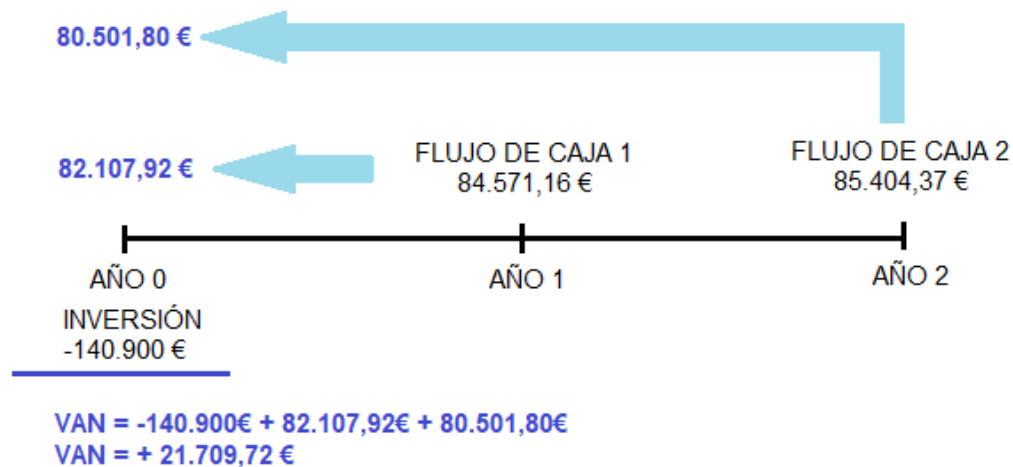 80.501,80 €
82.107,92 €
FLUJO DE CAJA 1
84.571,16 €
FLUJO DE CAJA 2
85.404,37 €
AÑO 0
AÑO 1
AÑO 2
INVERSIÓN
-140.900 €
VAN = -140.900€ + 82.107,92€ + 80.501,80€
VAN = + 21.709,72 €